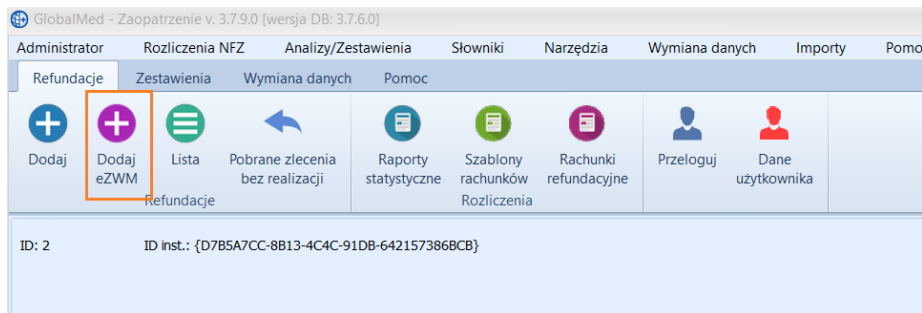 GlobalMed - Zaopatrzenie v. 3.7.9.0 [wersja DB: 3.7.6.0]
Administrator Rozliczenia NFZ Analizy/Zestawienia Słowniki Narzędzia Wymiana danych Importy Pomo
Refundacje Zestawienia Wymiana danych Pomoc
Dodaj Dodaj eZWM Lista Pobrane zlecenia bez realizacji Raporty statystyczne Szablony rachunków Rachunki refundacyjne Przeloguj Dane użytkownika
Refundacje Rozliczenia
ID: 2 ID inst.: {D7B5A7CC-8B13-4C4C-91DB-642157386BCB}